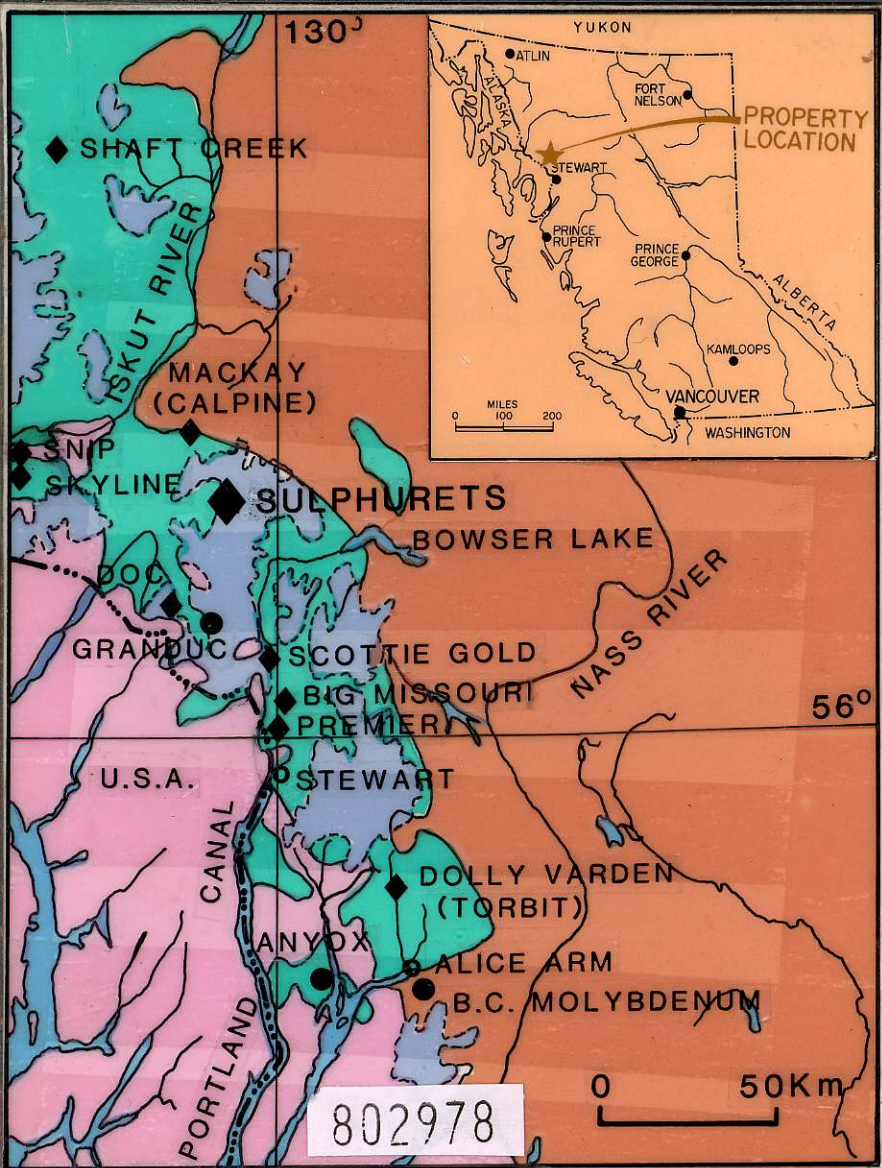 130°
YUKON
ATLIN
ALASKA
FORT
NELSON
PROPERTY
LOCATION
STEWART
PRINCE
RUPERT
PRINCE
GEORGE
ALBERTA
KAMLOOPS
VANCOUVER
WASHINGTON
MILES
0 100 200
SHAFT CREEK
ISKUT RIVER
MACKAY
(CALPINE)
SNIP
SKYLINE
SULPHURETS
BOWSER LAKE
DOC
NASS RIVER
GRANDUC
SCOTTIE GOLD
BIG MISSOURI
PREMIER
56°
U.S.A.
STEWART
PORTLAND CANAL
DOLLY VARDEN
(TORBIT)
ANYOX
ALICE ARM
B.C. MOLYBDENUM
0 50Km
802978